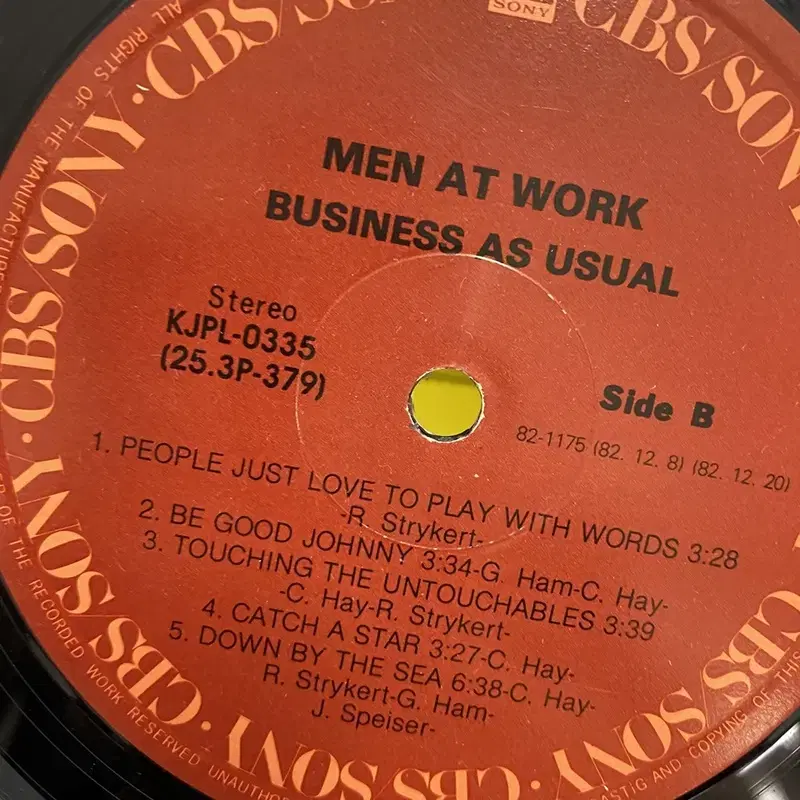 SONY
CBS/SONY · CBS/SONY · CBS/SONY · CBS/SONY · CBS/SONY
ALL RIGHTS OF THE MANUFACTURER
OF THE RECORDED WORK RESERVED UNAUTHO
AND COPYING OF THIS
MEN AT WORK
BUSINESS AS USUAL
Stereo
KJPL-0335
(25.3P-379)
Side B
82-1175 (82. 12. 8) (82. 12. 20)
1. PEOPLE JUST LOVE TO PLAY WITH WORDS 3:28
-R. Strykert-
2. BE GOOD JOHNNY 3:34-G. Ham-C. Hay-
3. TOUCHING THE UNTOUCHABLES 3:39
-C. Hay-R. Strykert-
4. CATCH A STAR 3:27-C. Hay-
5. DOWN BY THE SEA 6:38-C. Hay-
R. Strykert-G. Ham-
J. Speiser-